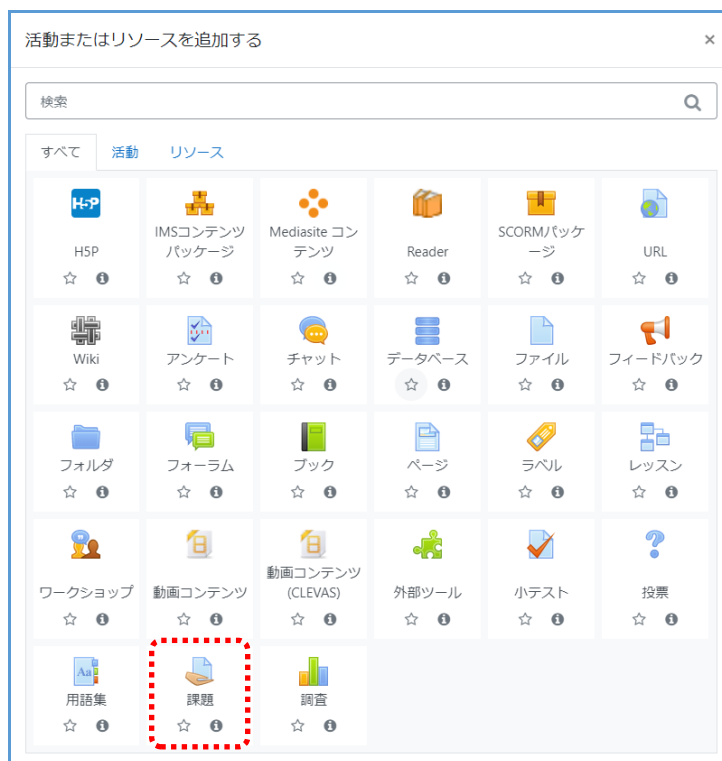 活動またはリソースを追加する ×
検索
すべて 活動 リソース
H5P
IMSコンテンツ
パッケージ
Mediasite コン
テンツ
Reader
SCORMパッケ
ージ
URL
Wiki
アンケート
チャット
データベース
ファイル
フィードバック
フォルダ
フォーラム
ブック
ページ
ラベル
レッスン
ワークショップ
動画コンテンツ
動画コンテンツ
(CLEVAS)
外部ツール
小テスト
投票
Aa
用語集
課題
調査